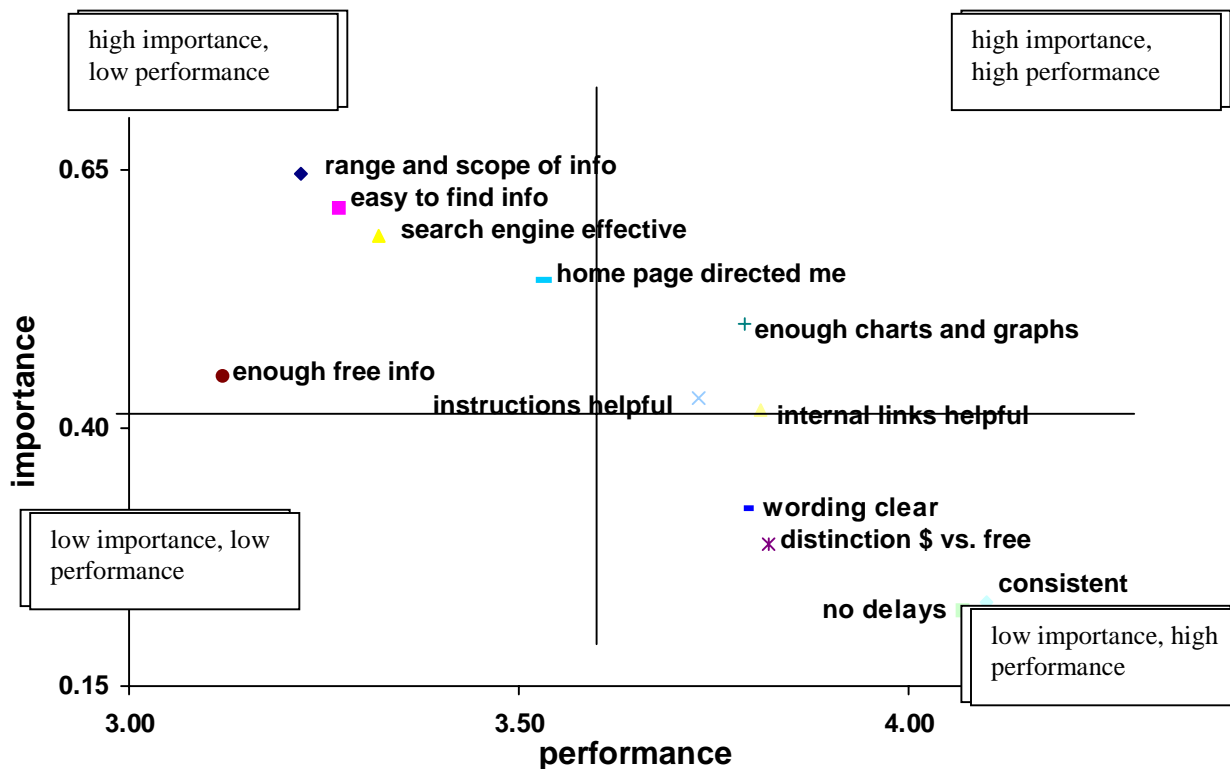 high importance,
low performance
high importance,
high performance
0.65
range and scope of info
easy to find info
search engine effective
home page directed me
enough charts and graphs
importance
enough free info
instructions helpful
internal links helpful
0.40
wording clear
low importance, low
performance
distinction $ vs. free
consistent
no delays
low importance, high
performance
0.15
3.00
3.50
4.00
performance